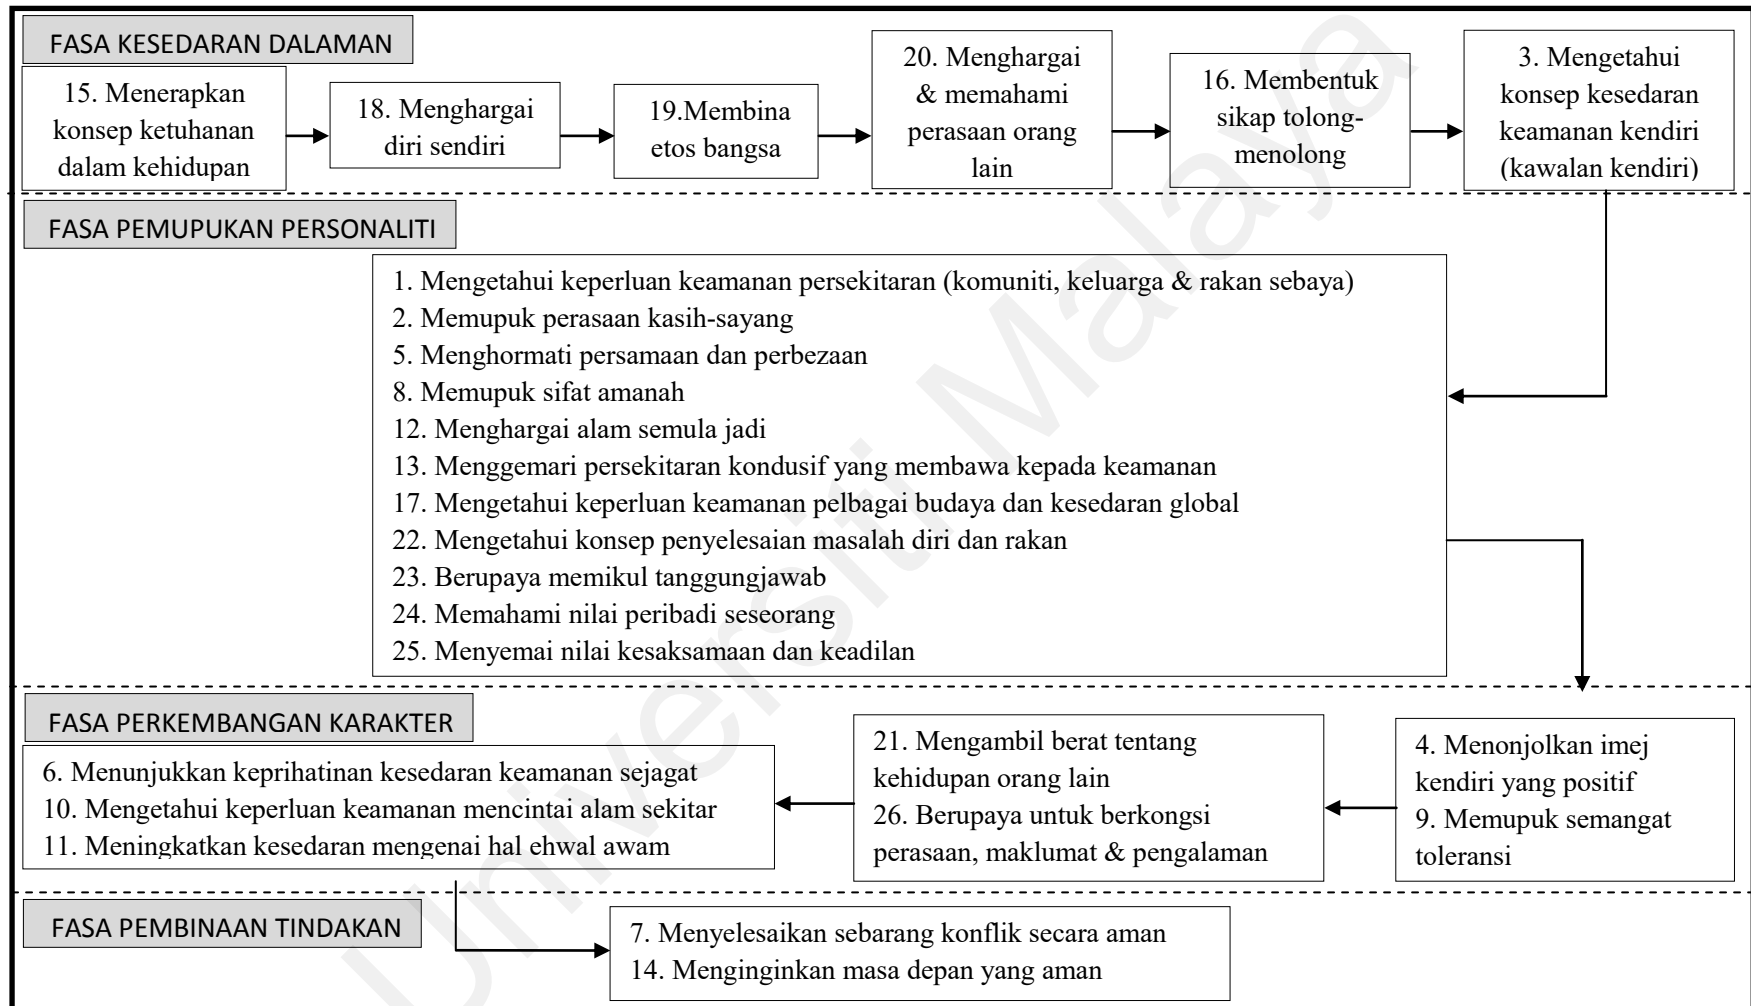 FASA KESEDARAN DALAMAN
15. Menerapkan
konsep ketuhanan
dalam kehidupan
18. Menghargai
diri sendiri
19.Membina
etos bangsa
20. Menghargai
& memahami
perasaan orang
lain
16. Membentuk
sikap tolong-
menolong
3. Mengetahui
konsep kesedaran
keamanan kendiri
(kawalan kendiri)
FASA PEMUPUKAN PERSONALITI
1. Mengetahui keperluan keamanan persekitaran (komuniti, keluarga & rakan sebaya)
2. Memupuk perasaan kasih-sayang
5. Menghormati persamaan dan perbezaan
8. Memupuk sifat amanah
12. Menghargai alam semula jadi
13. Menggemari persekitaran kondusif yang membawa kepada keamanan
17. Mengetahui keperluan keamanan pelbagai budaya dan kesedaran global
22. Mengetahui konsep penyelesaian masalah diri dan rakan
23. Berupaya memikul tanggungjawab
24. Memahami nilai peribadi seseorang
25. Menyemai nilai kesaksamaan dan keadilan
FASA PERKEMBANGAN KARAKTER
4. Menonjolkan imej
kendiri yang positif
9. Memupuk semangat
toleransi
21. Mengambil berat tentang
kehidupan orang lain
26. Berupaya untuk berkongsi
perasaan, maklumat & pengalaman
6. Menunjukkan keprihatinan kesedaran keamanan sejagat
10. Mengetahui keperluan keamanan mencintai alam sekitar
11. Meningkatkan kesedaran mengenai hal ehwal awam
FASA PEMBINAAN TINDAKAN
7. Menyelesaikan sebarang konflik secara aman
14. Menginginkan masa depan yang aman
Universiti Malaya